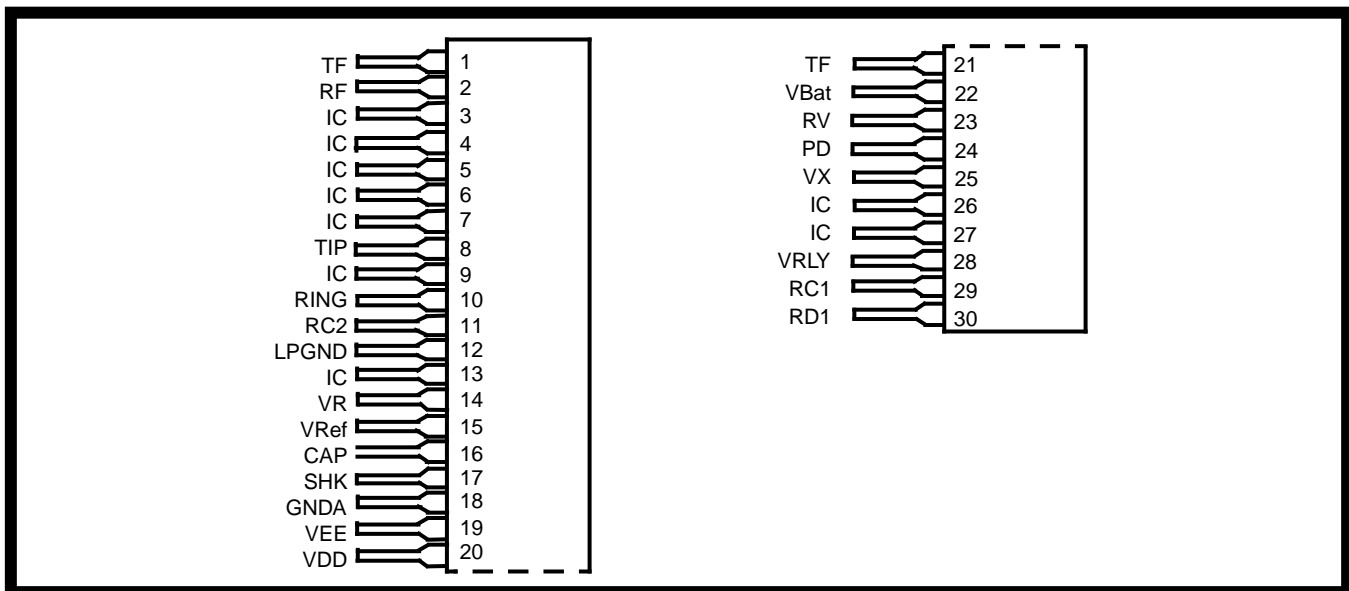 TF 1
RF 2
IC 3
IC 4
IC 5
IC 6
IC 7
TIP 8
IC 9
RING 10
RC2 11
LPGND 12
IC 13
VR 14
VRef 15
CAP 16
SHK 17
GNDA 18
VEE 19
VDD 20
TF 21
VBat 22
RV 23
PD 24
VX 25
IC 26
IC 27
VRLY 28
RC1 29
RD1 30